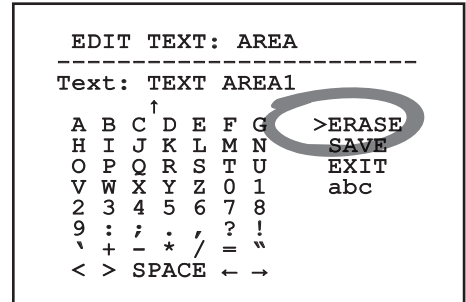 EDIT TEXT: AREA
------------------------
Text: TEXT AREA1
↑
A B C D E F G >ERASE
H I J K L M N SAVE
O P Q R S T U EXIT
V W X Y Z 0 1 abc
2 3 4 5 6 7 8
9 : ; . , ? !
‘ + - * / = “
< > SPACE ← →